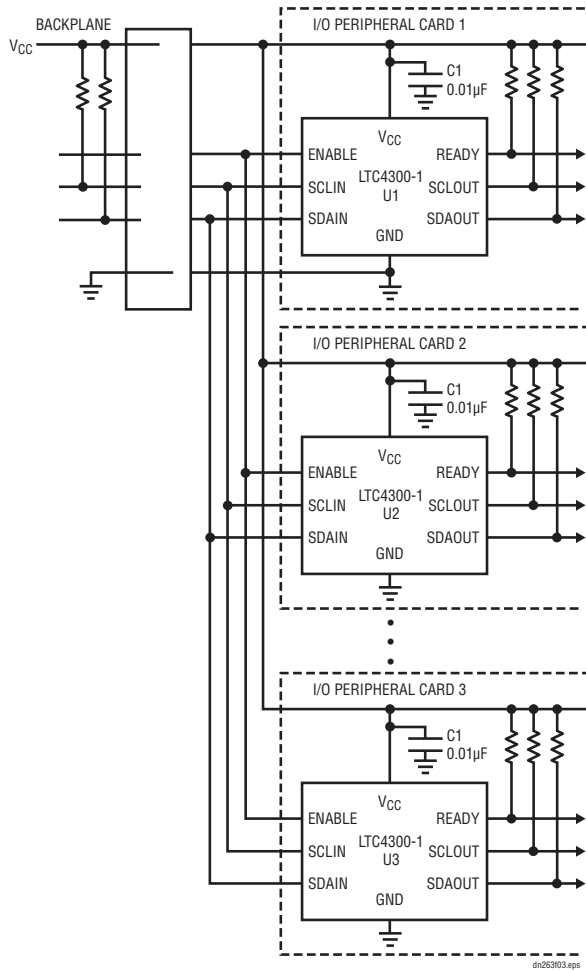 BACKPLANE
VCC
I/O PERIPHERAL CARD 1
C1
0.01µF
VCC
ENABLE
READY
LTC4300-1
SCLIN
SCLOUT
U1
SDAIN
SDAOUT
GND
I/O PERIPHERAL CARD 2
C1
0.01µF
VCC
ENABLE
READY
LTC4300-1
SCLIN
SCLOUT
U2
SDAIN
SDAOUT
GND
I/O PERIPHERAL CARD 3
C1
0.01µF
VCC
ENABLE
READY
LTC4300-1
SCLIN
SCLOUT
U3
SDAIN
SDAOUT
GND
dn263f03.eps